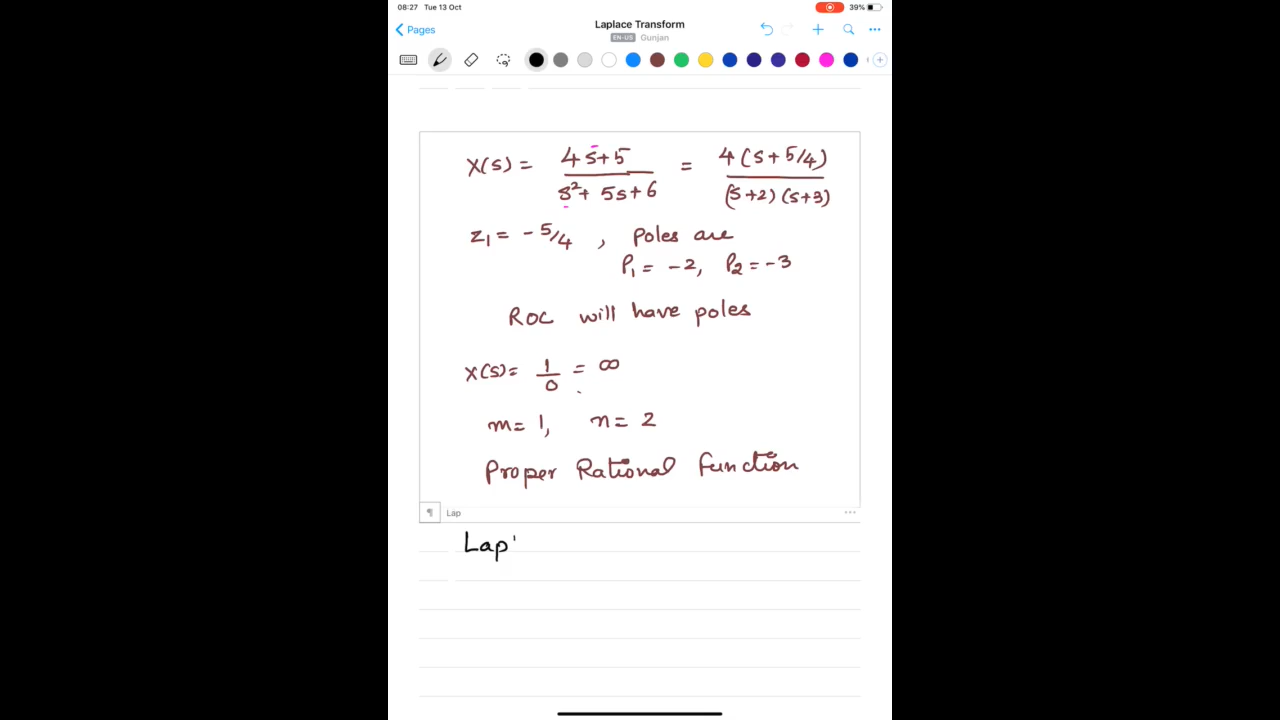 08:27 Tue 13 Oct
39%
Pages
Laplace Transform
EN-US Gunjan
X(s) = 4s+5 / s²+ 5s+6 = 4(s+5/4) / (s+2)(s+3)
z₁ = -5/4 , Poles are
P₁ = -2, P₂ = -3
ROC will have poles
X(s) = 1/0 = ∞
m = 1, n = 2
Proper Rational Function
¶ Lap
Lap'